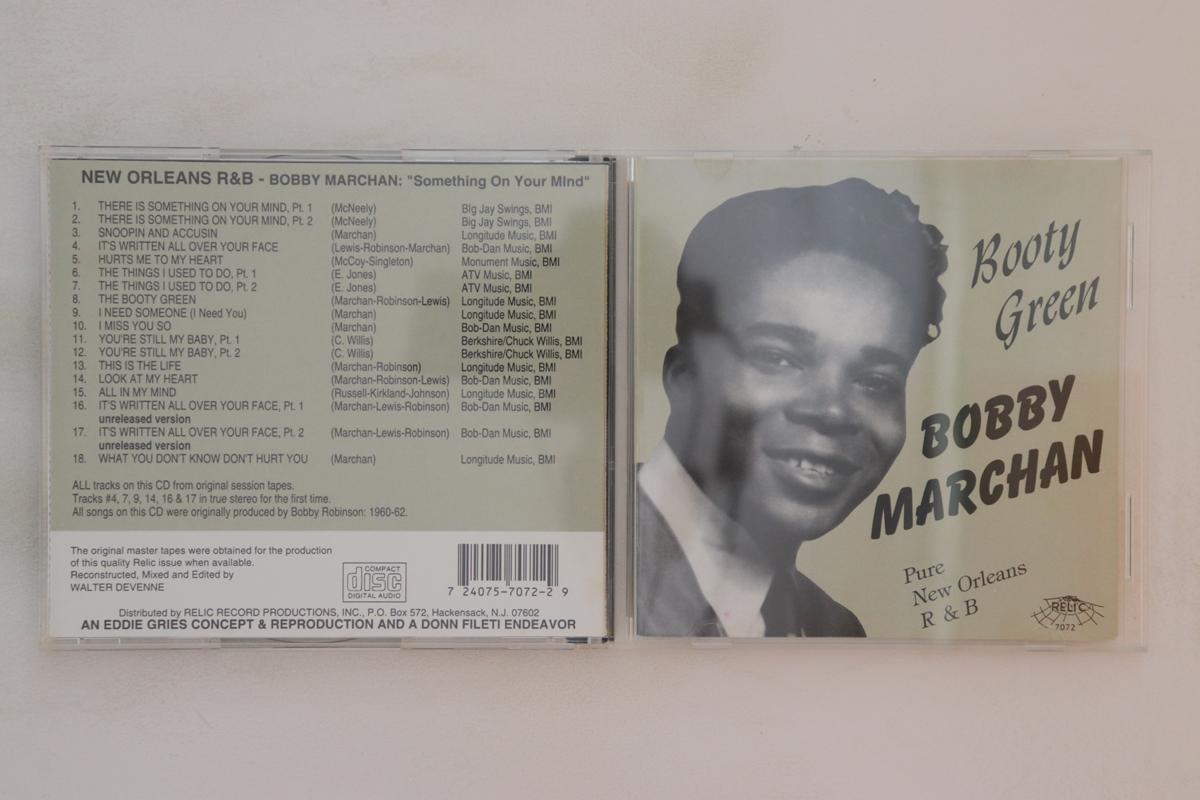 NEW ORLEANS R&B - BOBBY MARCHAN: "Something On Your MInd"
1. THERE IS SOMETHING ON YOUR MIND, Pt. 1 (McNeely) Big Jay Swings, BMI
2. THERE IS SOMETHING ON YOUR MIND, Pt. 2 (McNeely) Big Jay Swings, BMI
3. SNOOPIN AND ACCUSIN (Marchan) Longitude Music, BMI
4. IT'S WRITTEN ALL OVER YOUR FACE (Lewis-Robinson-Marchan) Bob-Dan Music, BMI
5. HURTS ME TO MY HEART (McCoy-Singleton) Monument Music, BMI
6. THE THINGS I USED TO DO, Pt. 1 (E. Jones) ATV Music, BMI
7. THE THINGS I USED TO DO, Pt. 2 (E. Jones) ATV Music, BMI
8. THE BOOTY GREEN (Marchan-Robinson-Lewis) Longitude Music, BMI
9. I NEED SOMEONE (I Need You) (Marchan) Longitude Music, BMI
10. I MISS YOU SO (Marchan) Bob-Dan Music, BMI
11. YOU'RE STILL MY BABY, Pt. 1 (C. Willis) Berkshire/Chuck Willis, BMI
12. YOU'RE STILL MY BABY, Pt. 2 (C. Willis) Berkshire/Chuck Willis, BMI
13. THIS IS THE LIFE (Marchan-Robinson) Longitude Music, BMI
14. LOOK AT MY HEART (Marchan-Robinson-Lewis) Bob-Dan Music, BMI
15. ALL IN MY MIND (Russell-Kirkland-Johnson) Longitude Music, BMI
16. IT'S WRITTEN ALL OVER YOUR FACE, Pt. 1 (Marchan-Lewis-Robinson) Bob-Dan Music, BMI
unreleased version
17. IT'S WRITTEN ALL OVER YOUR FACE, Pt. 2 (Marchan-Lewis-Robinson) Bob-Dan Music, BMI
unreleased version
18. WHAT YOU DON'T KNOW DON'T HURT YOU (Marchan) Longitude Music, BMI
ALL tracks on this CD from original session tapes.
Tracks #4, 7, 9, 14, 16 & 17 in true stereo for the first time.
All songs on this CD were originally produced by Bobby Robinson: 1960-62.
The original master tapes were obtained for the production
of this quality Relic issue when available.
Reconstructed, Mixed and Edited by
WALTER DEVENNE
COMPACT
disc
DIGITAL AUDIO
7 24075-7072-2 9
Distributed by RELIC RECORD PRODUCTIONS, INC., P.O. Box 572, Hackensack, N.J. 07602
AN EDDIE GRIES CONCEPT & REPRODUCTION AND A DONN FILETI ENDEAVOR
Booty
Green
BOBBY
MARCHAN
Pure
New Orleans
R & B
RELIC
7072